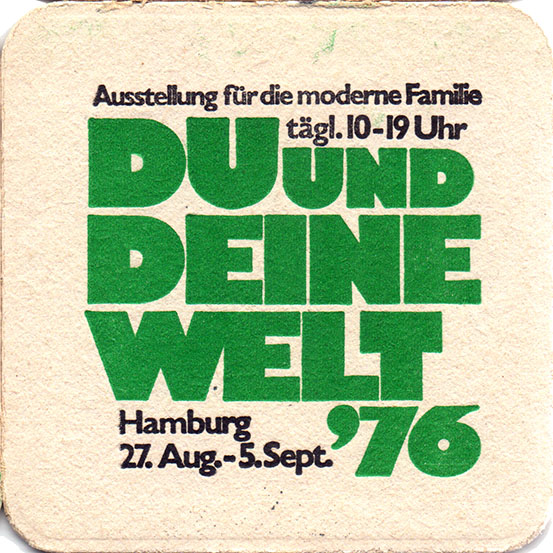 Ausstellung für die moderne Familie
tägl. 10-19 Uhr
DU UND
DEINE
WELT
'76
Hamburg
27. Aug.-5. Sept.